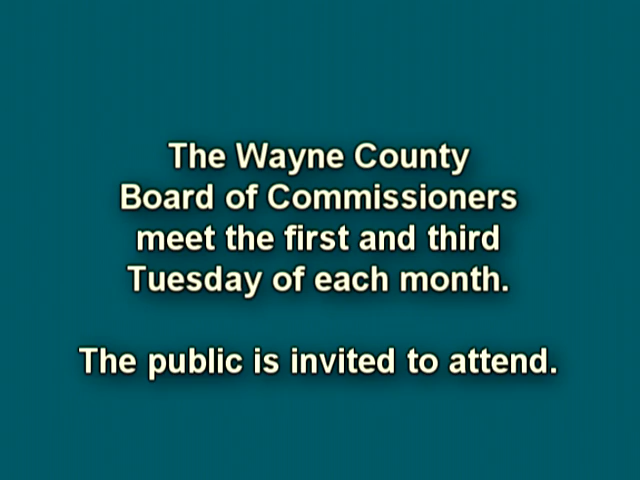 The Wayne County
Board of Commissioners
meet the first and third
Tuesday of each month.
The public is invited to attend.